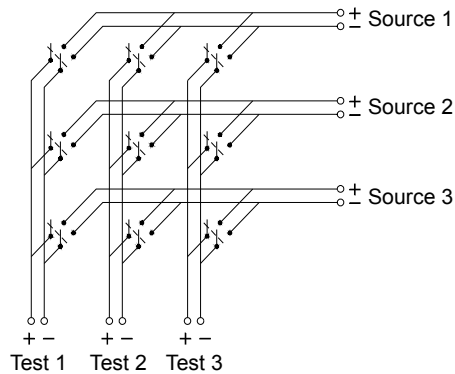 +
− Source 1
+
− Source 2
+
− Source 3
+ − + − + −
Test 1 Test 2 Test 3